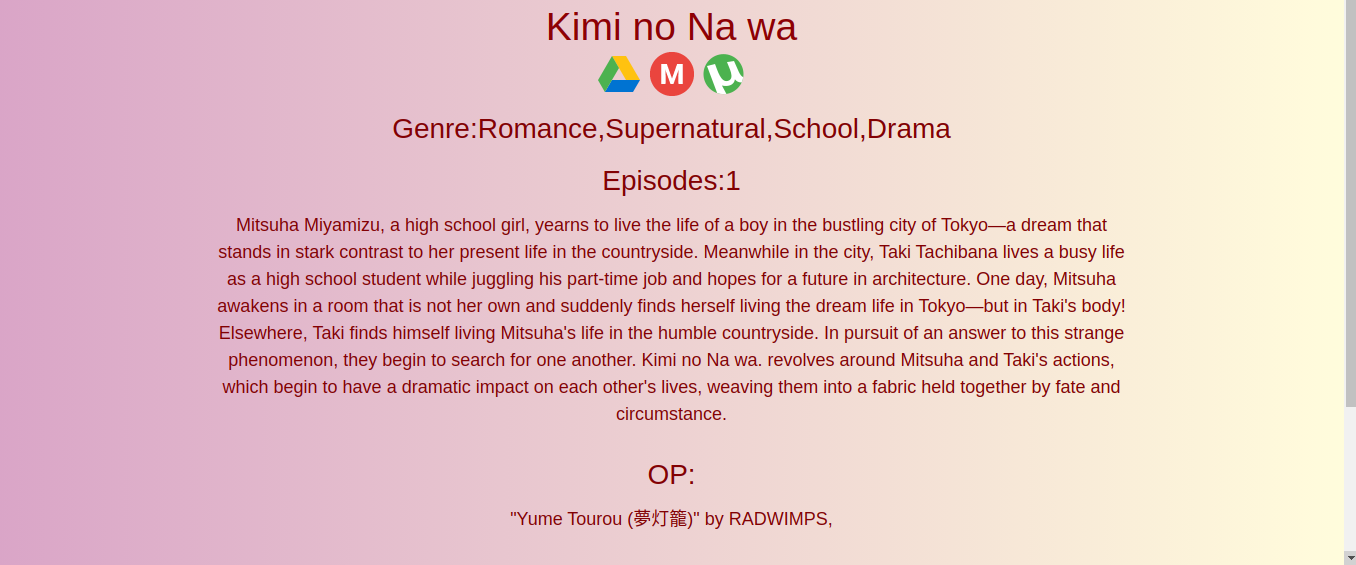 Kimi no Na wa
M µ
Genre:Romance,Supernatural,School,Drama
Episodes:1
Mitsuha Miyamizu, a high school girl, yearns to live the life of a boy in the bustling city of Tokyo—a dream that
stands in stark contrast to her present life in the countryside. Meanwhile in the city, Taki Tachibana lives a busy life
as a high school student while juggling his part-time job and hopes for a future in architecture. One day, Mitsuha
awakens in a room that is not her own and suddenly finds herself living the dream life in Tokyo—but in Taki's body!
Elsewhere, Taki finds himself living Mitsuha's life in the humble countryside. In pursuit of an answer to this strange
phenomenon, they begin to search for one another. Kimi no Na wa. revolves around Mitsuha and Taki's actions,
which begin to have a dramatic impact on each other's lives, weaving them into a fabric held together by fate and
circumstance.
OP:
"Yume Tourou (夢灯籠)" by RADWIMPS,